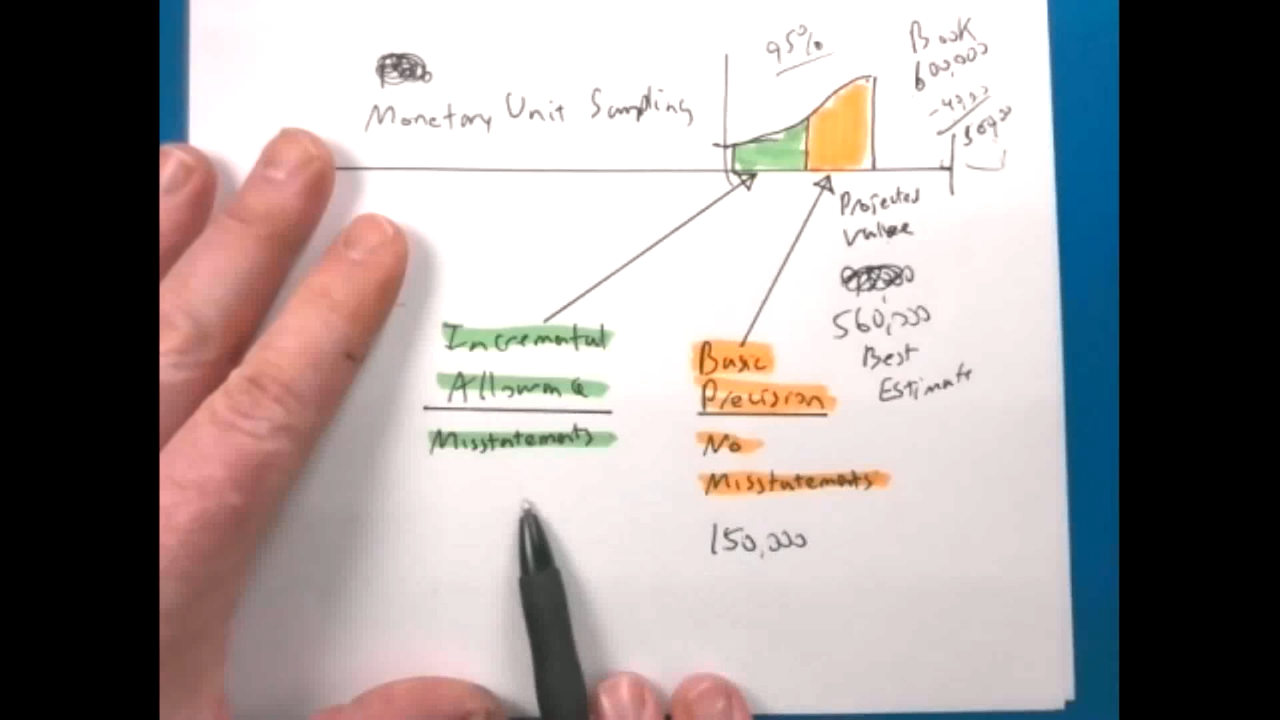 Monetary Unit Sampling
95%
Book
600,000
Projected
Value
560,000
Best
Estimate
Incremental
Allowance
Misstatements
Basic
Precision
No
Misstatements
150,000